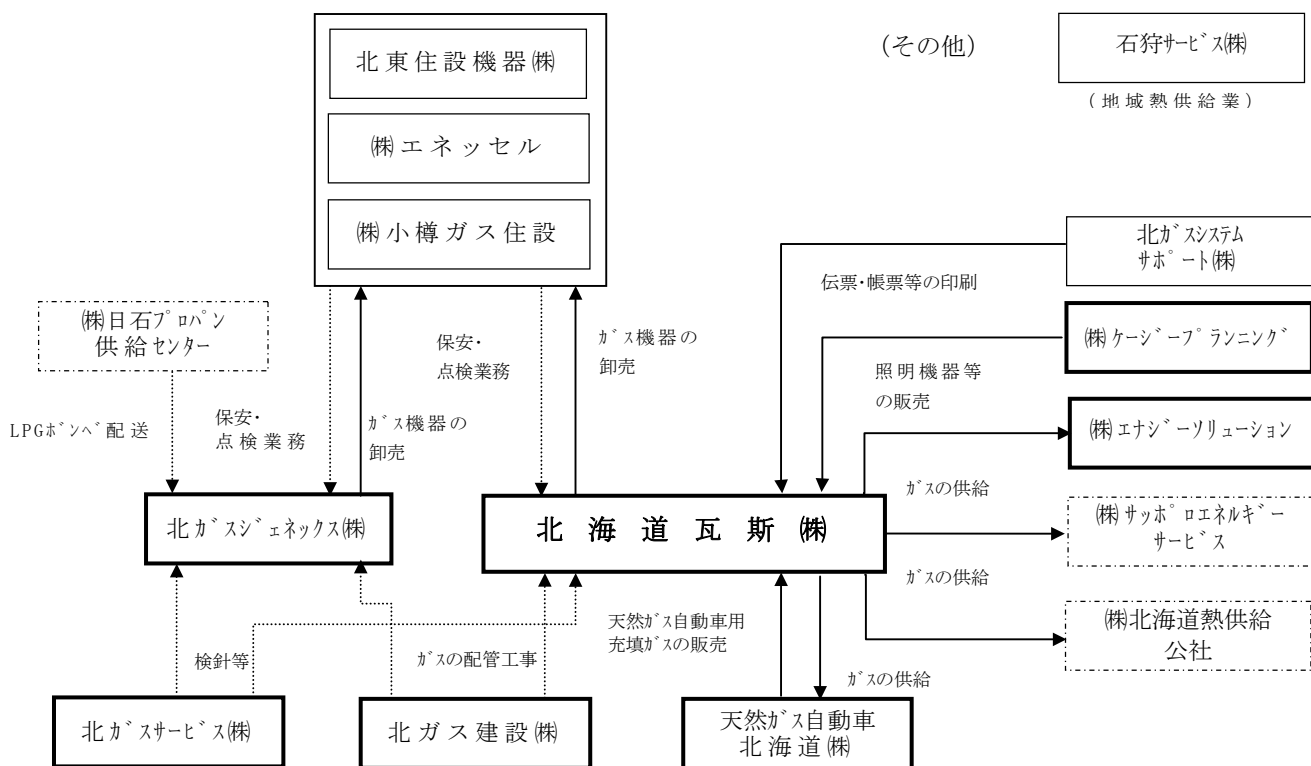 北東住設機器㈱
㈱エネッセル
㈱小樽ガス住設
（その他）
石狩サービス㈱
（地域熱供給業）
㈱日石プロパン
供給センター
LPGボンベ配送
保安・
点検業務
ガス機器の
卸売
保安・
点検業務
ガス機器の
卸売
伝票・帳票等の印刷
北ガスシステム
サポート㈱
照明機器等
の販売
㈱ケージープランニング
㈱エナジーソリューション
ガスの供給
㈱サッポロエネルギー
サービス
ガスの供給
㈱北海道熱供給
公社
北ガスジェネックス㈱
北海道瓦斯㈱
検針等
ガスの配管工事
天然ガス自動車用
充填ガスの販売
ガスの供給
北ガスサービス㈱
北ガス建設㈱
天然ガス自動車
北海道㈱